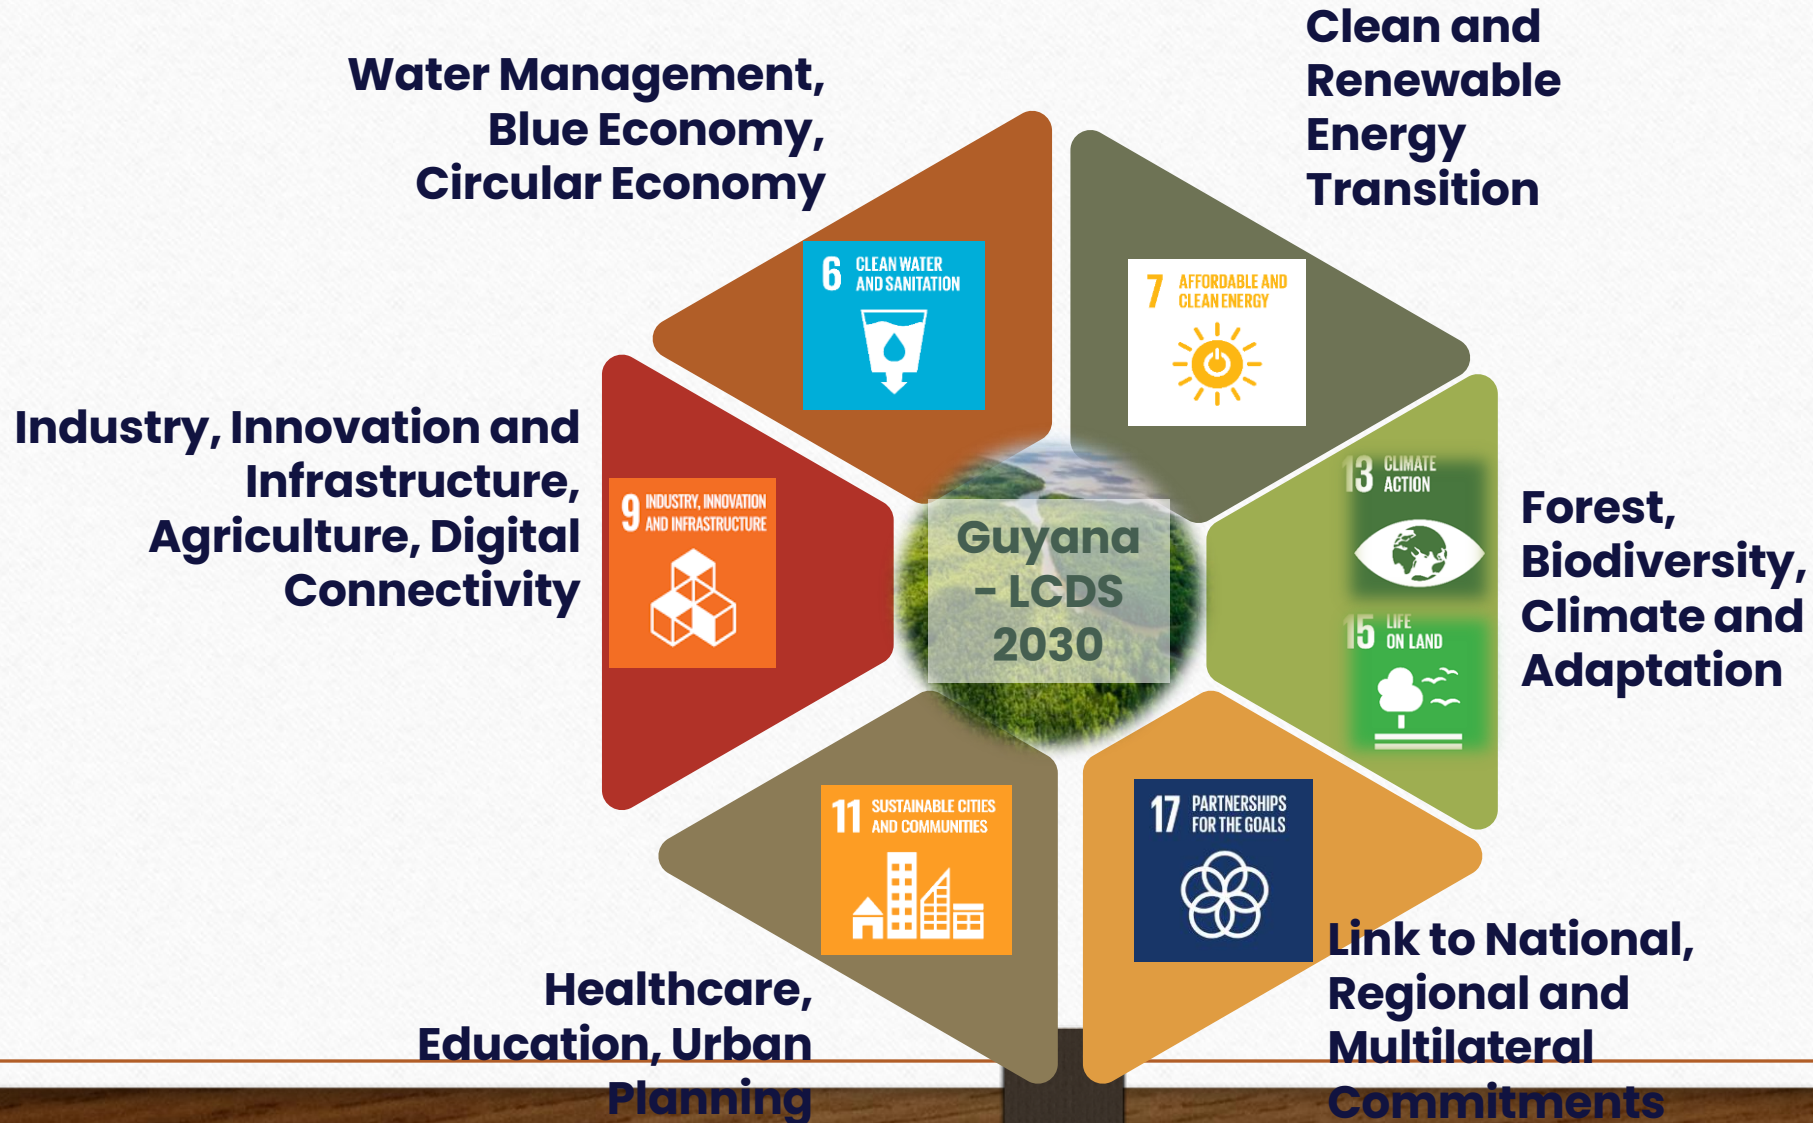 Clean and
Renewable
Energy
Transition
Water Management,
Blue Economy,
Circular Economy
6 CLEAN WATER
AND SANITATION
7 AFFORDABLE AND
CLEAN ENERGY
Industry, Innovation and
Infrastructure,
Agriculture, Digital
Connectivity
9 INDUSTRY, INNOVATION
AND INFRASTRUCTURE
Guyana
- LCDS
2030
13 CLIMATE
ACTION
15 LIFE
ON LAND
Forest,
Biodiversity,
Climate and
Adaptation
11 SUSTAINABLE CITIES
AND COMMUNITIES
17 PARTNERSHIPS
FOR THE GOALS
Healthcare,
Education, Urban
Planning
Link to National,
Regional and
Multilateral
Commitments